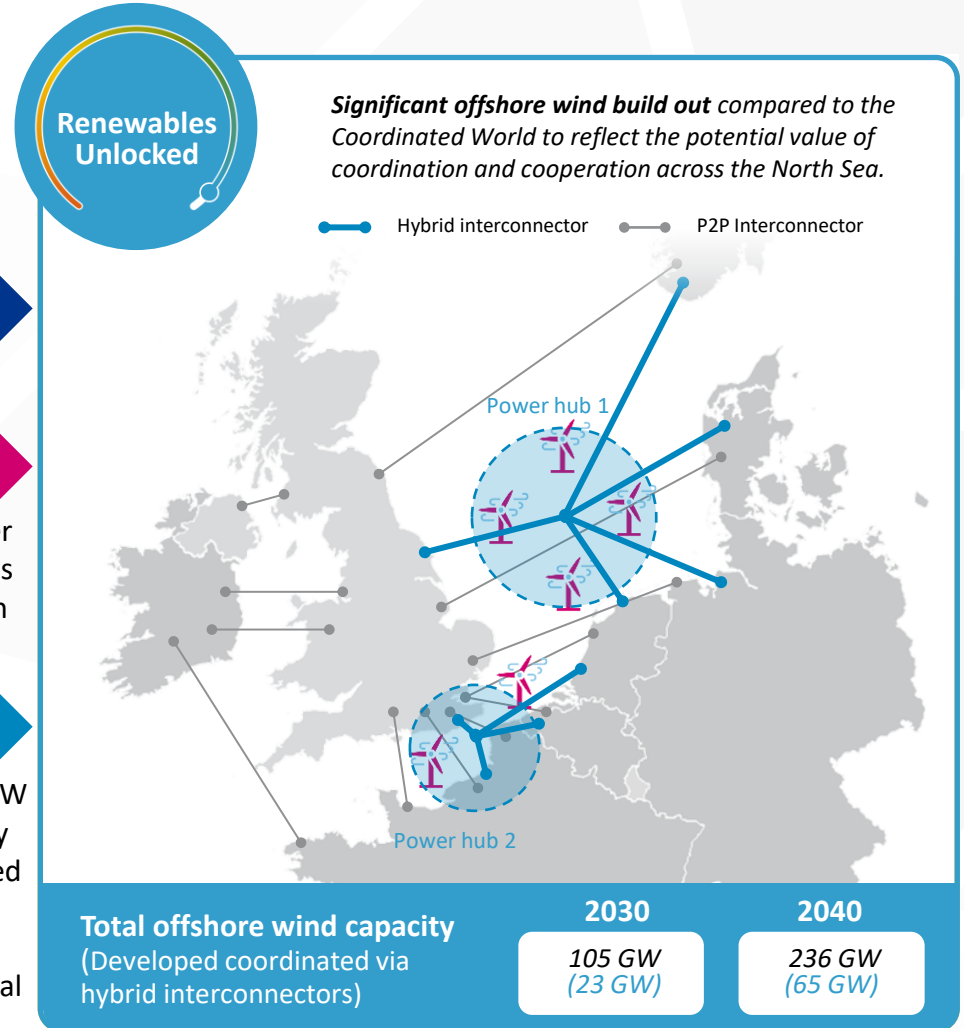 Renewables
Unlocked
Significant offshore wind build out compared to the
Coordinated World to reflect the potential value of
coordination and cooperation across the North Sea.
Hybrid interconnector
P2P Interconnector
Power hub 1
Power hub 2
Total offshore wind capacity
(Developed coordinated via
hybrid interconnectors)
2030
105 GW
(23 GW)
2040
236 GW
(65 GW)